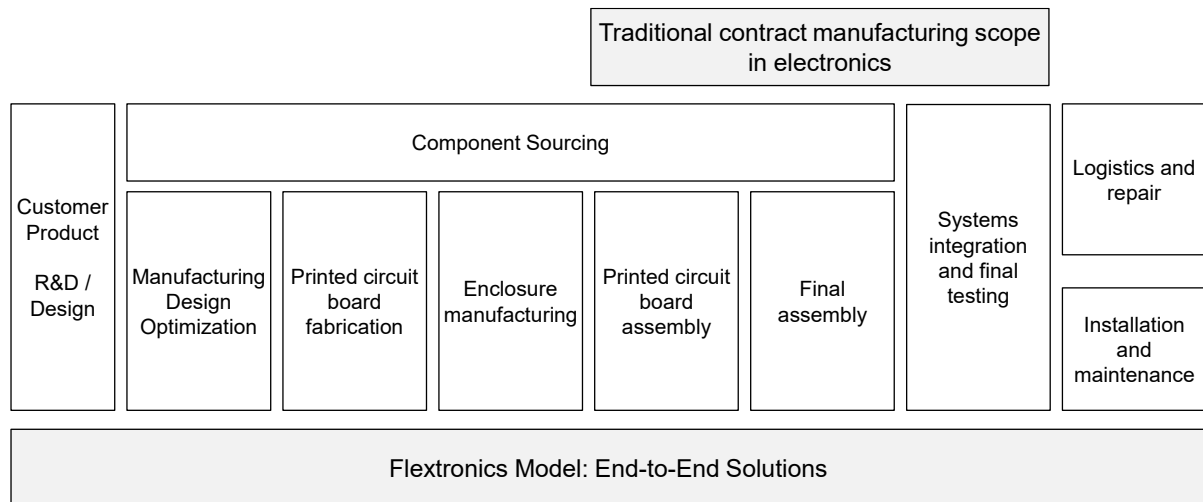 Traditional contract manufacturing scope
in electronics
Customer
Product
R&D /
Design
Component Sourcing
Manufacturing
Design
Optimization
Printed circuit
board
fabrication
Enclosure
manufacturing
Printed circuit
board
assembly
Final
assembly
Systems
integration
and final
testing
Logistics and
repair
Installation
and
maintenance
Flextronics Model: End-to-End Solutions